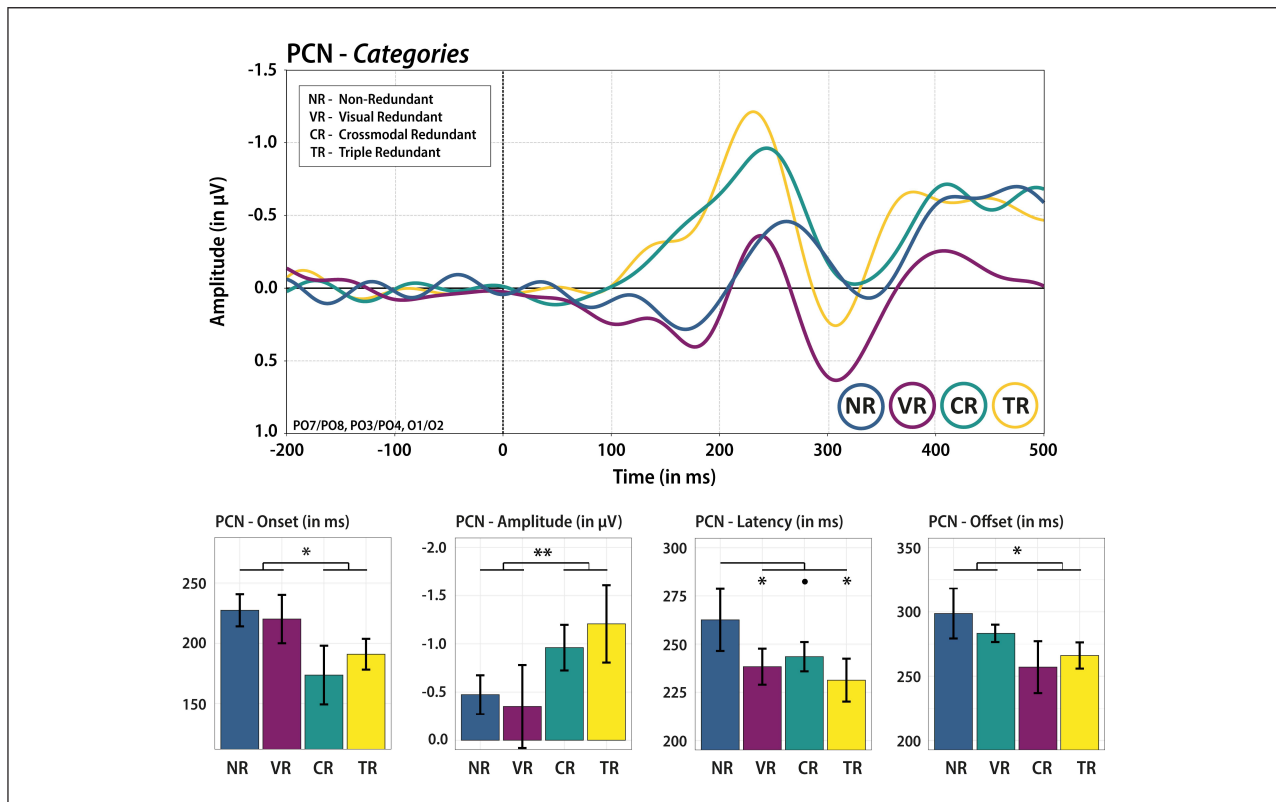 PCN - Categories
-1.5
-1.0
-0.5
0.0
0.5
1.0
Amplitude (in µV)
NR - Non-Redundant
VR - Visual Redundant
CR - Crossmodal Redundant
TR - Triple Redundant
NR VR CR TR
PO7/PO8, PO3/PO4, O1/O2
-200 -100 0 100 200 300 400 500
Time (in ms)
PCN - Onset (in ms)
*
250
200
150
NR VR CR TR
PCN - Amplitude (in µV)
**
-2.0
-1.5
-1.0
-0.5
0.0
NR VR CR TR
PCN - Latency (in ms)
* • *
300
275
250
225
200
NR VR CR TR
PCN - Offset (in ms)
*
350
300
250
200
NR VR CR TR